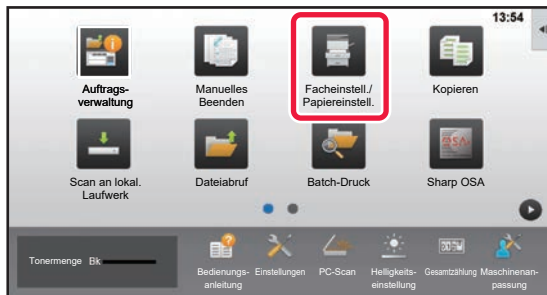 13:54
Auftrags-
verwaltung
Manuelles
Beenden
Facheinstell./
Papiereinstell.
Kopieren
Scan an lokal.
Laufwerk
Dateiabruf
Batch-Druck
OSA
Sharp OSA
Tonermenge Bk
Bedienungs-
anleitung
Einstellungen
PC-Scan
Helligkeits-
einstellung
Gesamtzählung
Maschinenan-
passung